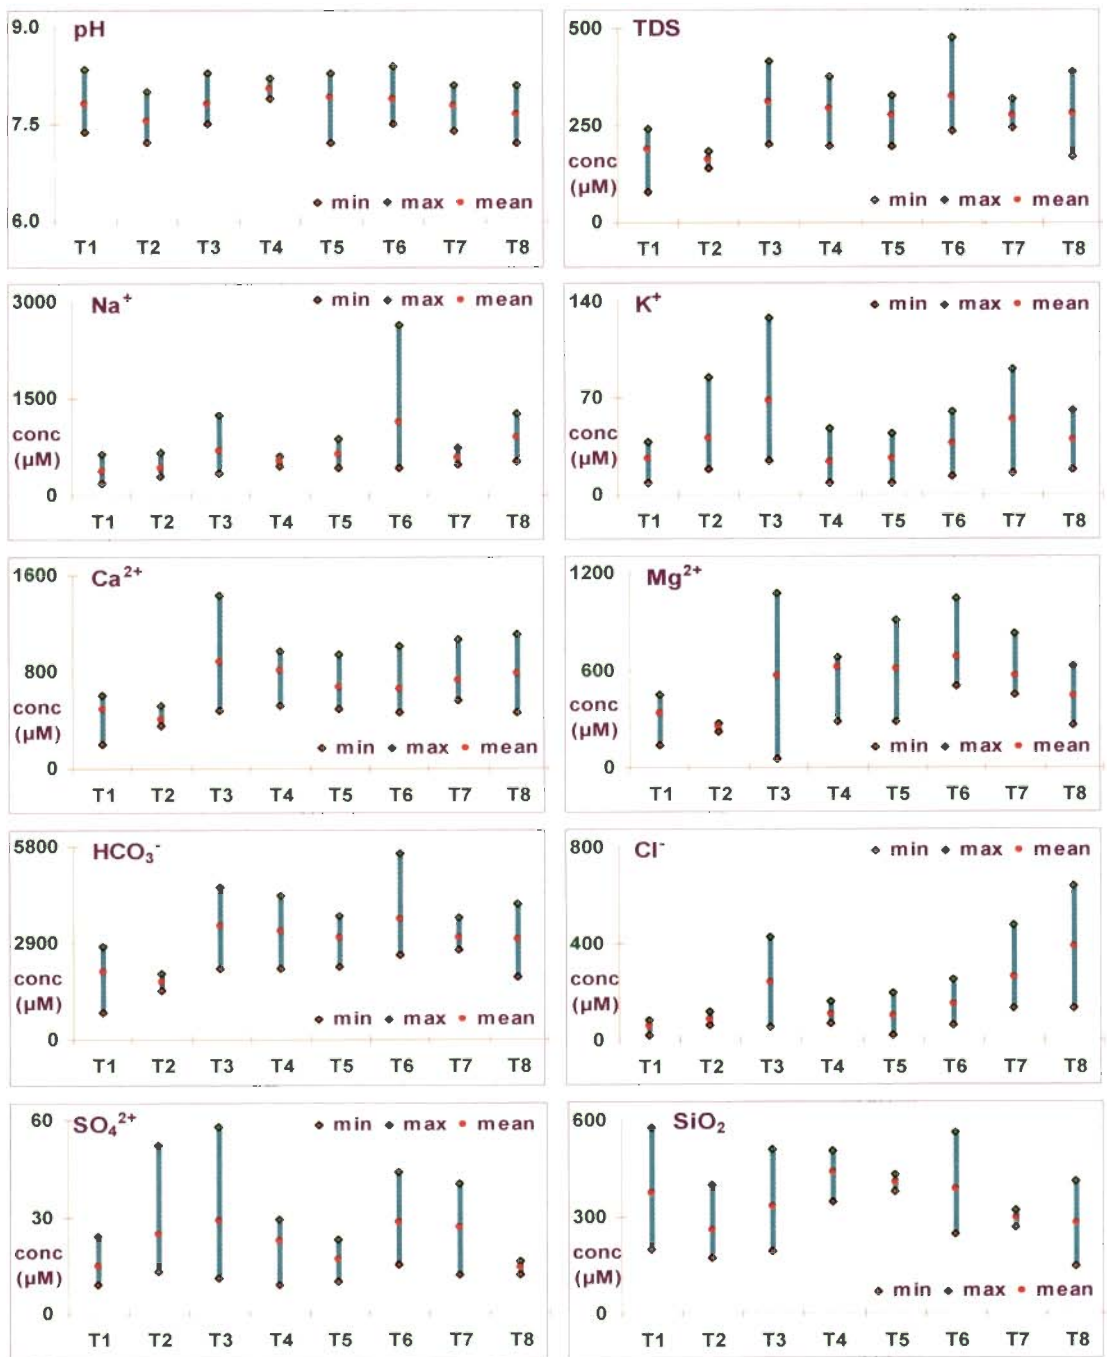 pH
9.0
7.5
6.0
min max mean
T1 T2 T3 T4 T5 T6 T7 T8
TDS
500
250
conc
(µM)
0
min max mean
T1 T2 T3 T4 T5 T6 T7 T8
Na⁺
3000
min max mean
1500
conc
(µM)
0
T1 T2 T3 T4 T5 T6 T7 T8
K⁺
140
min max mean
70
conc
(µM)
0
T1 T2 T3 T4 T5 T6 T7 T8
Ca²⁺
1600
800
conc
(µM)
min max mean
0
T1 T2 T3 T4 T5 T6 T7 T8
Mg²⁺
1200
600
conc
(µM)
min max mean
0
T1 T2 T3 T4 T5 T6 T7 T8
HCO₃⁻
5800
2900
conc
(µM)
min max mean
0
T1 T2 T3 T4 T5 T6 T7 T8
Cl⁻
800
min max mean
400
conc
(µM)
0
T1 T2 T3 T4 T5 T6 T7 T8
SO₄²⁺
60
min max mean
30
conc
(µM)
0
T1 T2 T3 T4 T5 T6 T7 T8
SiO₂
600
300
conc
(µM)
min max mean
0
T1 T2 T3 T4 T5 T6 T7 T8